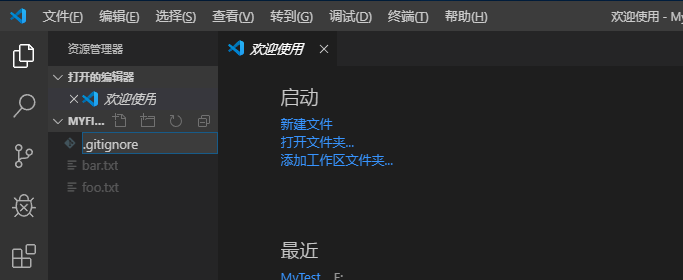 文件(F) 编辑(E) 选择(S) 查看(V) 转到(G) 调试(D) 终端(T) 帮助(H) 欢迎使用 - My
资源管理器
欢迎使用
打开的编辑器
欢迎使用
MYFI...
.gitignore
bar.txt
foo.txt
启动
新建文件
打开文件夹...
添加工作区文件夹...
最近
MyTest E: